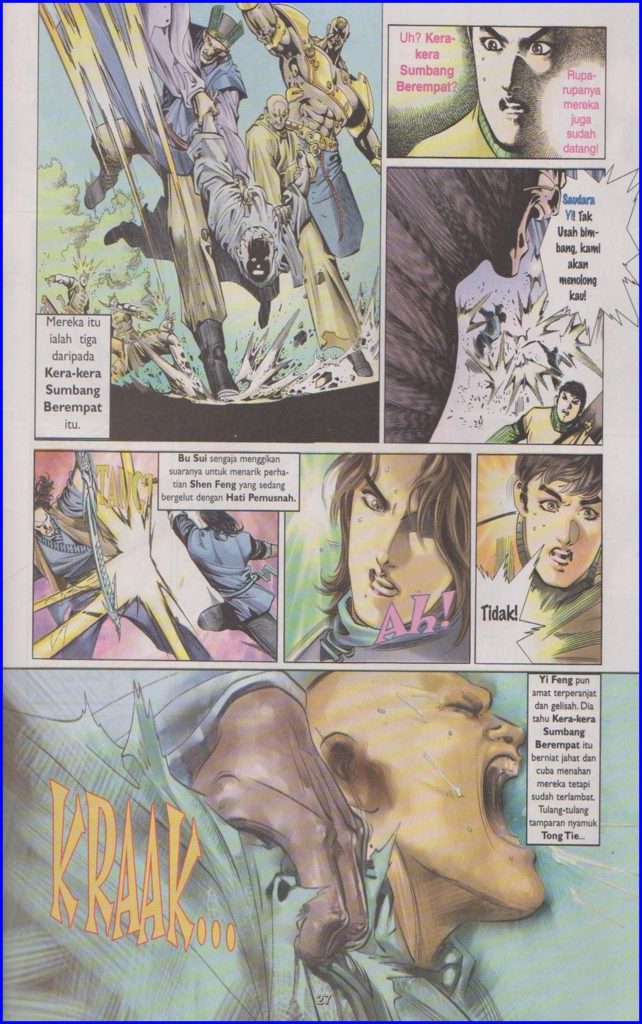 Mereka itu
ialah tiga
daripada
Kera-kera
Sumbang
Berempat
itu.
Uh? Kera-
kera
Sumbang
Berempat?
Rupa-
rupanya
mereka
juga
sudah
datang!
Saudara
Yi! Tak
Usah bim-
bang, kami
akan
menolong
kau!
TANG!
Bu Sui sengaja menggikan
suaranya untuk menarik perha-
tian Shen Feng yang sedang
bergelut dengan Hati Pemusnah.
Ah!
Tidak!
Yi Feng pun
amat terperanjat
dan gelisah. Dia
tahu Kera-kera
Sumbang
Berempat itu
berniat jahat dan
cuba menahan
mereka tetapi
sudah terlambat.
Tulang-tulang
tamparan nyamuk
Tong Tie...
KRAAK...
27